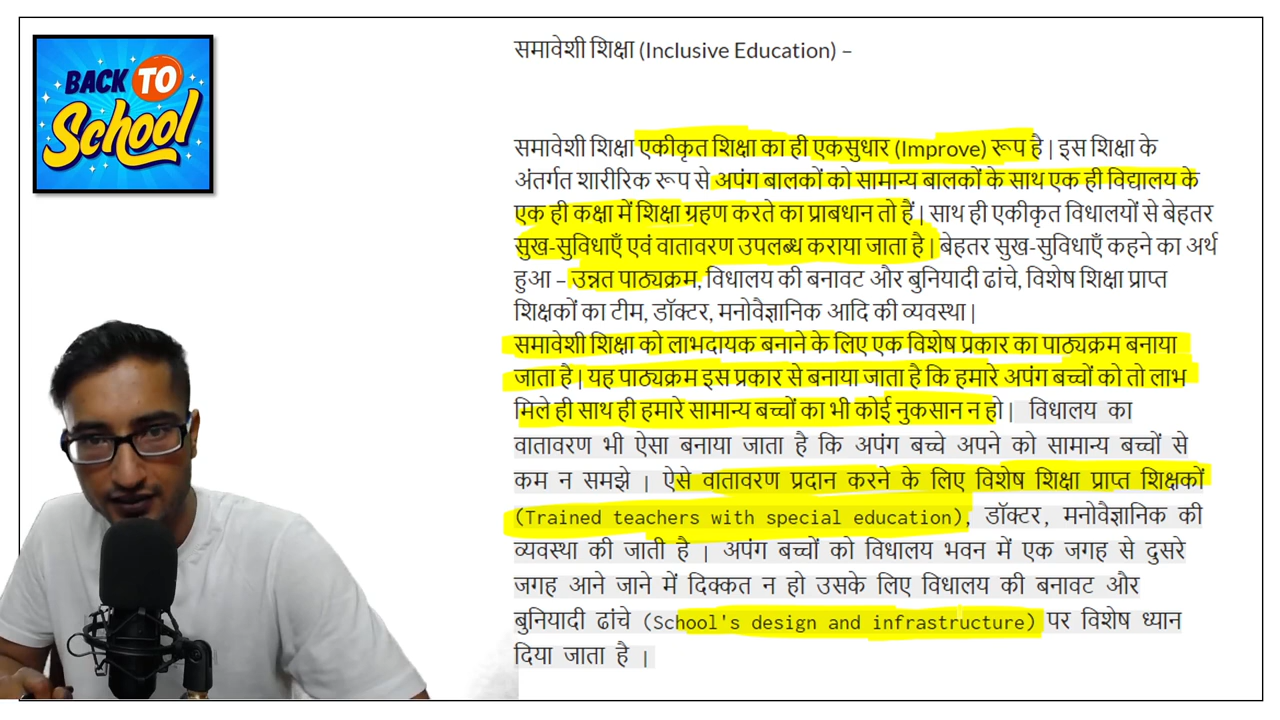 BACK TO
School
समावेशी शिक्षा (Inclusive Education) –
समावेशी शिक्षा एकीकृत शिक्षा का ही एकसुधार (Improve) रूप है | इस शिक्षा के
अंतर्गत शारीरिक रूप से अपंग बालकों को सामान्य बालकों के साथ एक ही विद्यालय के
एक ही कक्षा में शिक्षा ग्रहण करते का प्राबधान तो हैं | साथ ही एकीकृत विधालयों से बेहतर
सुख-सुविधाएँ एवं वातावरण उपलब्ध कराया जाता है | बेहतर सुख-सुविधाएँ कहने का अर्थ
हुआ – उन्नत पाठ्यक्रम, विधालय की बनावट और बुनियादी ढांचे, विशेष शिक्षा प्राप्त
शिक्षकों का टीम, डॉक्टर, मनोवैज्ञानिक आदि की व्यवस्था |
समावेशी शिक्षा को लाभदायक बनाने के लिए एक विशेष प्रकार का पाठ्यक्रम बनाया
जाता है | यह पाठ्यक्रम इस प्रकार से बनाया जाता है कि हमारे अपंग बच्चों को तो लाभ
मिले ही साथ ही हमारे सामान्य बच्चों का भी कोई नुकसान न हो | विधालय का
वातावरण भी ऐसा बनाया जाता है कि अपंग बच्चे अपने को सामान्य बच्चों से
कम न समझे | ऐसे वातावरण प्रदान करने के लिए विशेष शिक्षा प्राप्त शिक्षकों
(Trained teachers with special education), डॉक्टर, मनोवैज्ञानिक की
व्यवस्था की जाती है | अपंग बच्चों को विधालय भवन में एक जगह से दुसरे
जगह आने जाने में दिक्कत न हो उसके लिए विधालय की बनावट और
बुनियादी ढांचे (School's design and infrastructure) पर विशेष ध्यान
दिया जाता है |